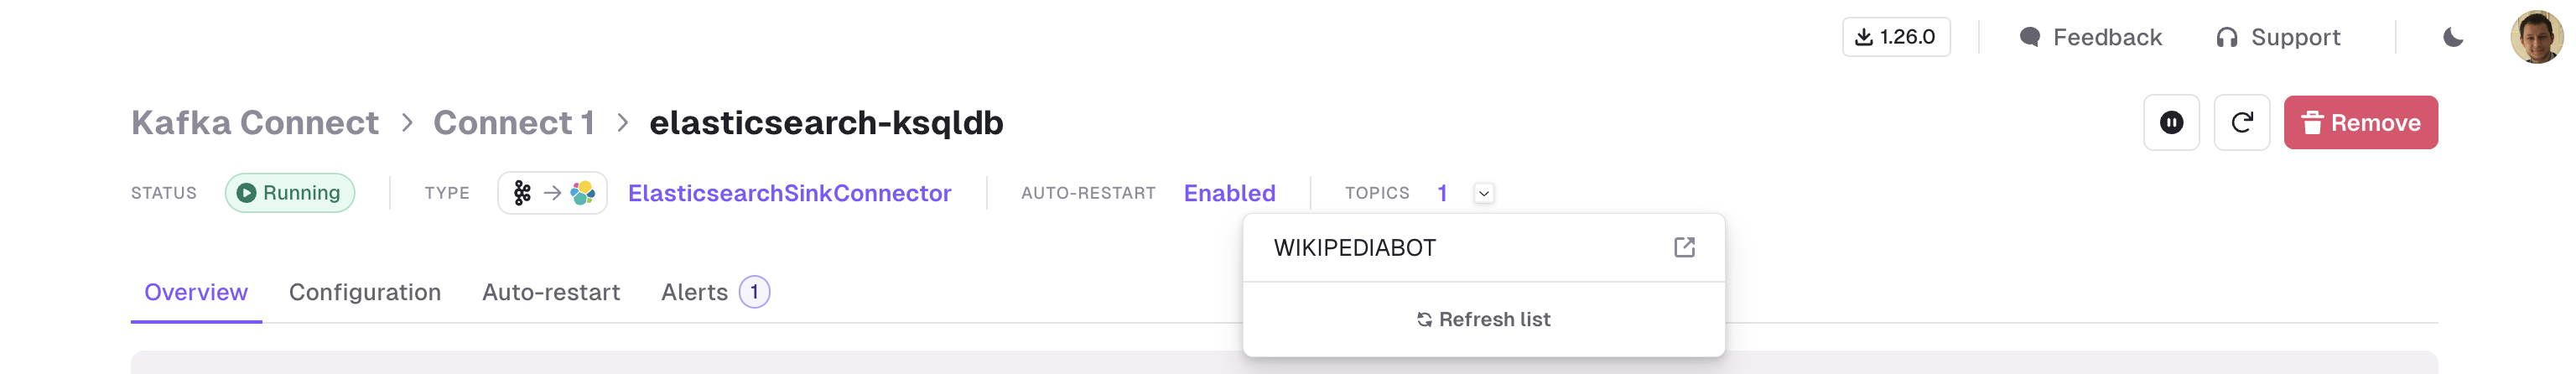 1.26.0 Feedback Support
Kafka Connect > Connect 1 > elasticsearch-ksqldb
Remove
STATUS Running TYPE ElasticsearchSinkConnector AUTO-RESTART Enabled TOPICS 1
WIKIPEDIABOT
Refresh list
Overview Configuration Auto-restart Alerts 1